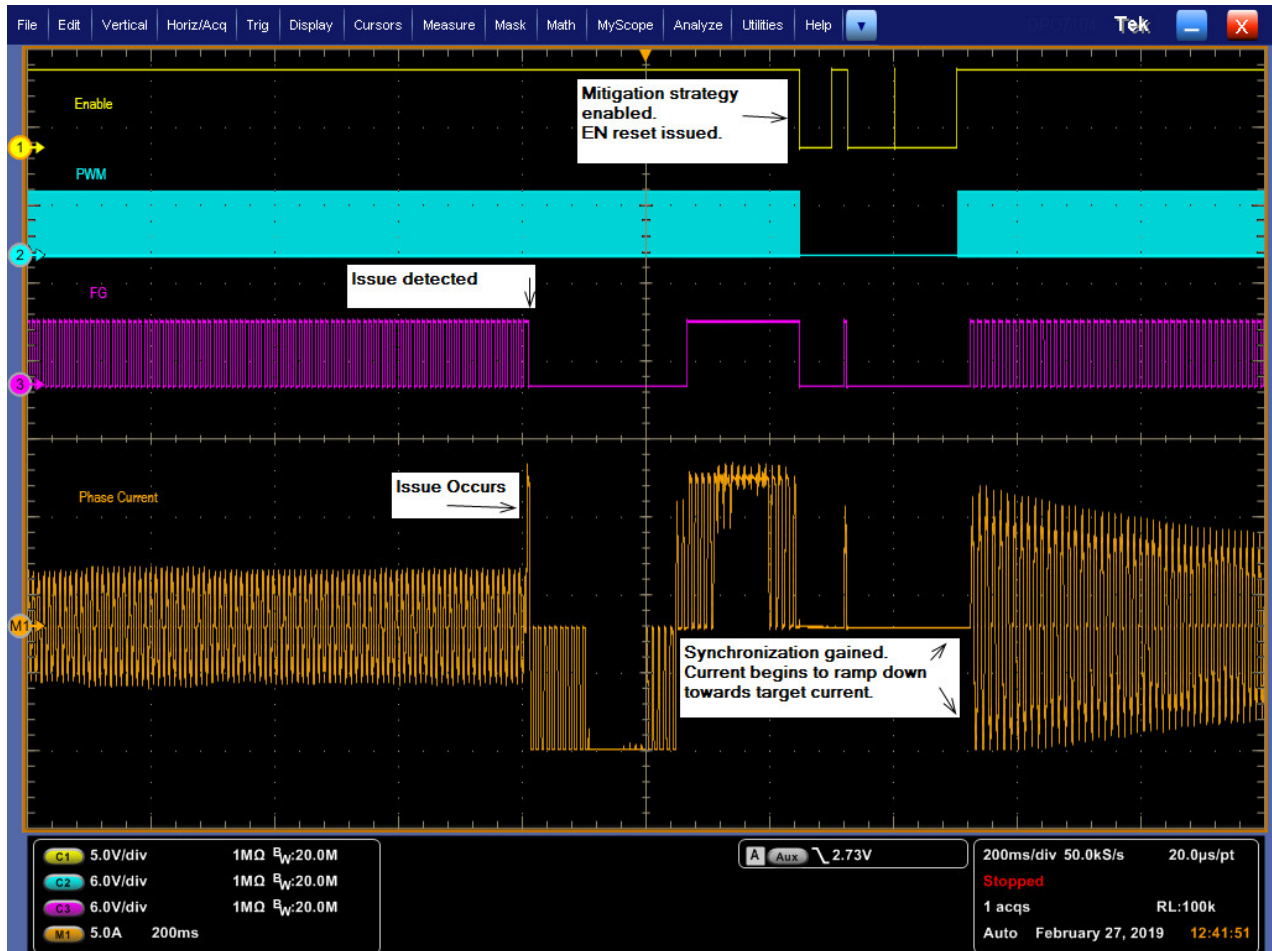 File Edit Vertical Horiz/Acq Trig Display Cursors Measure Mask Math MyScope Analyze Utilities Help Tek X
Enable
Mitigation strategy
enabled.
EN reset issued.
1
PWM
2
Issue detected
FG
3
Issue Occurs
Phase Current
M1
Synchronization gained.
Current begins to ramp down
towards target current.
C1 5.0V/div 1MΩ BW:20.0M
C2 6.0V/div 1MΩ BW:20.0M
C3 6.0V/div 1MΩ BW:20.0M
M1 5.0A 200ms
A Aux 2.73V
200ms/div 50.0kS/s 20.0µs/pt
Stopped
1 acqs RL:100k
Auto February 27, 2019 12:41:51